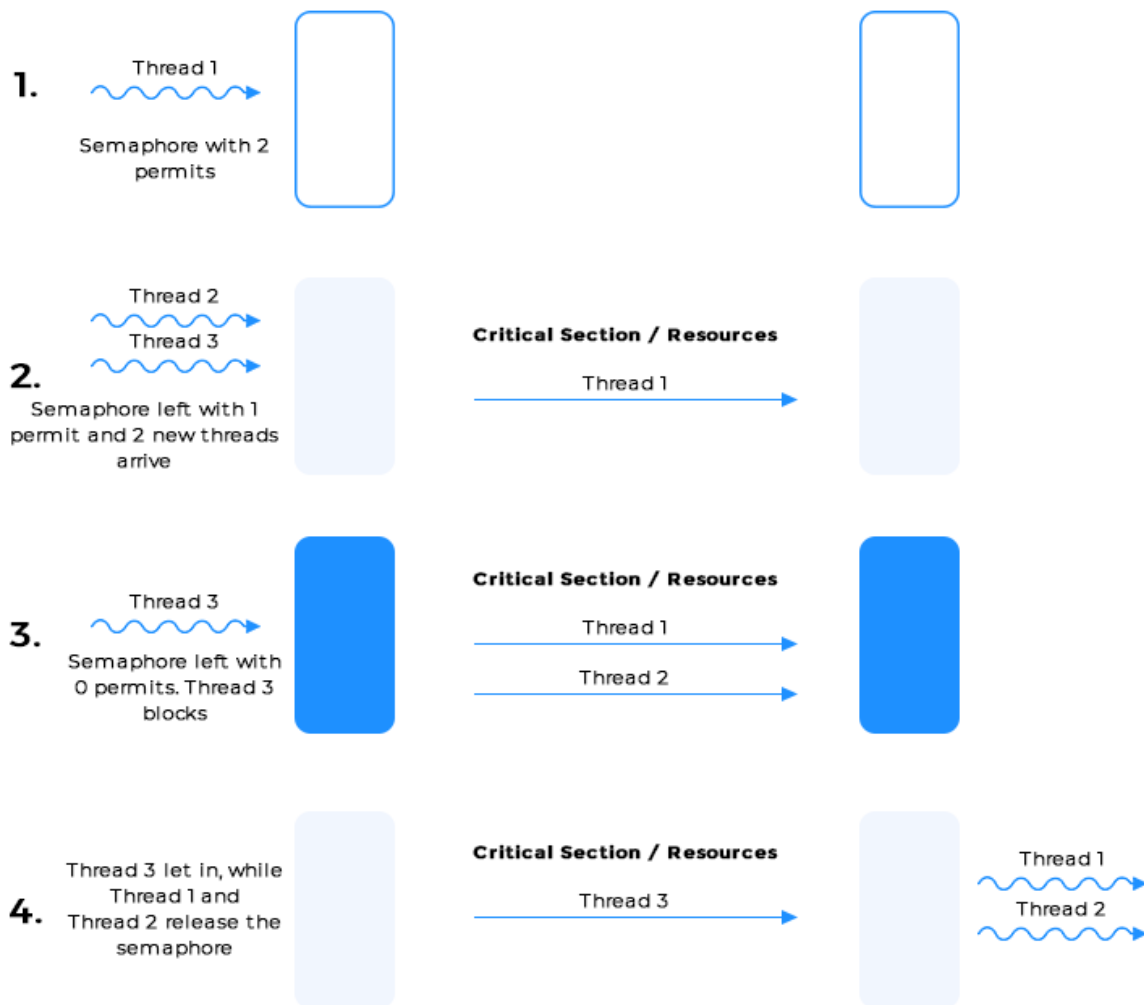 Thread 1
1.
Semaphore with 2
permits
Thread 2
Thread 3
2.
Semaphore left with 1
permit and 2 new threads
arrive
Critical Section / Resources
Thread 1
Thread 3
3.
Semaphore left with
0 permits. Thread 3
blocks
Critical Section / Resources
Thread 1
Thread 2
4.
Thread 3 let in, while
Thread 1 and
Thread 2 release the
semaphore
Critical Section / Resources
Thread 3
Thread 1
Thread 2